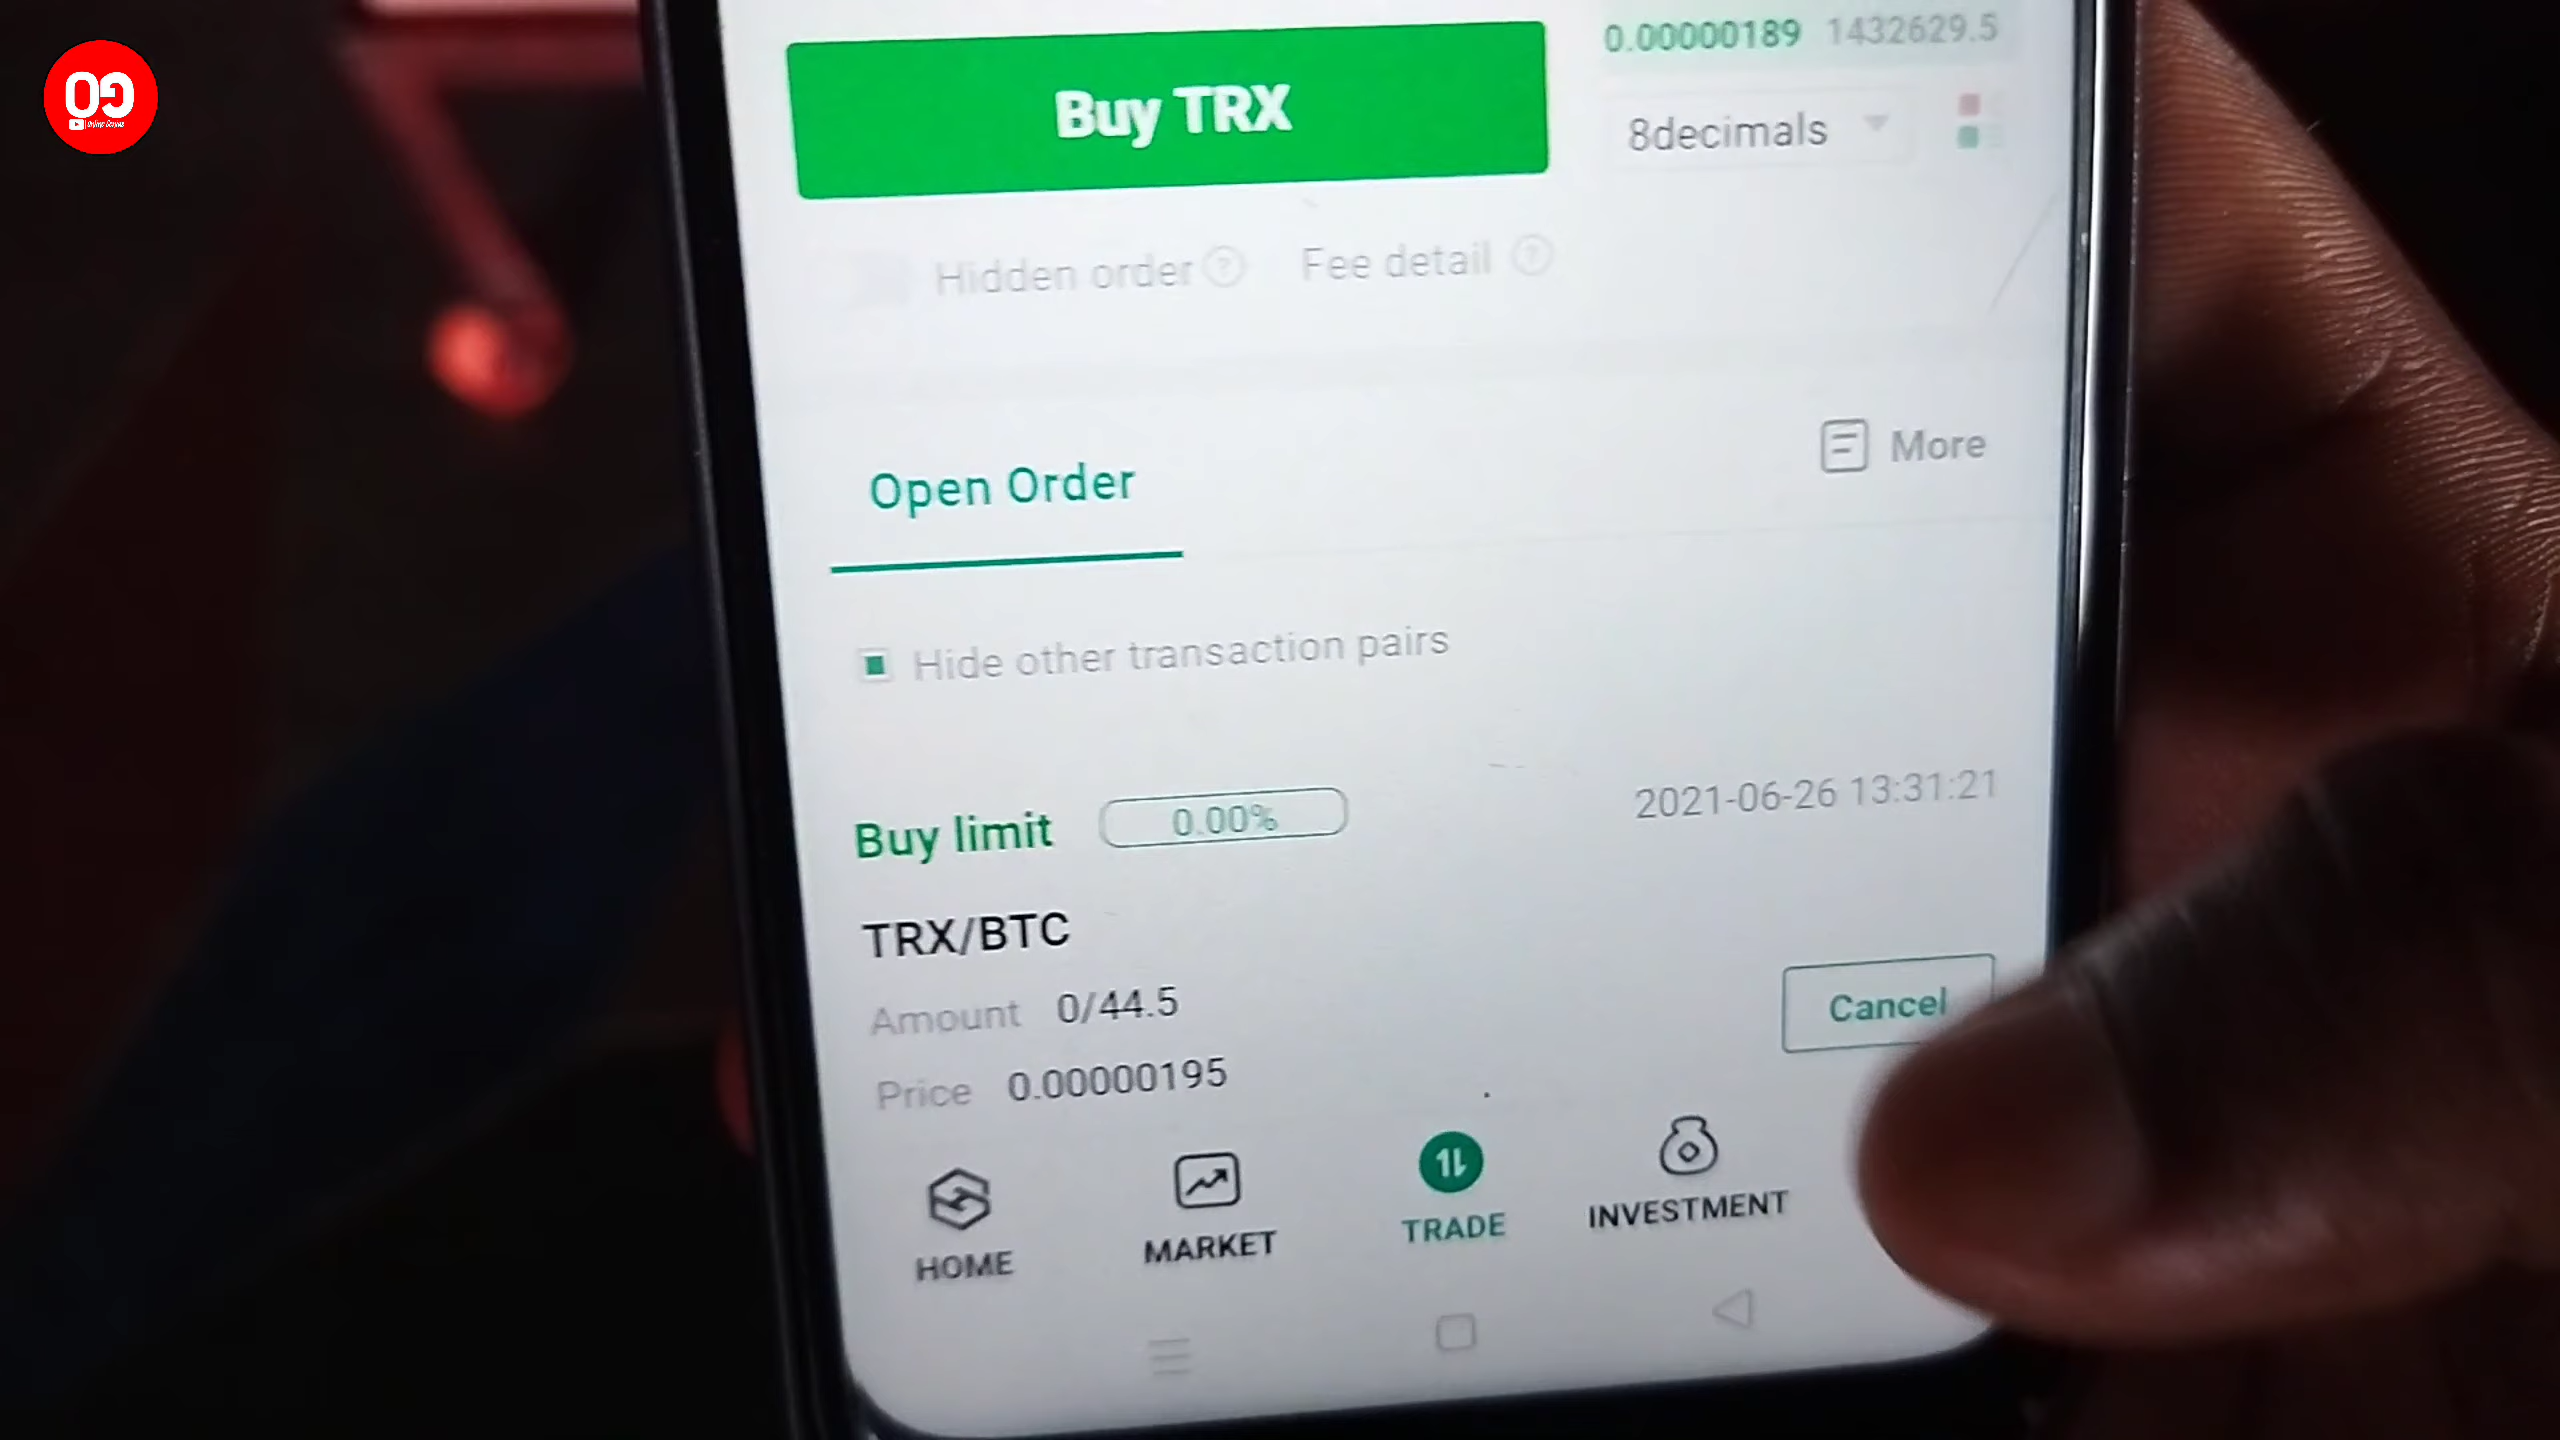 OG
Buy TRX
0.00000189 1432629.5
8decimals
Hidden order ? Fee detail ?
Open Order
More
Hide other transaction pairs
Buy limit 0.00% 2021-06-26 13:31:21
TRX/BTC
Amount 0/44.5
Cancel
Price 0.00000195
HOME MARKET TRADE INVESTMENT